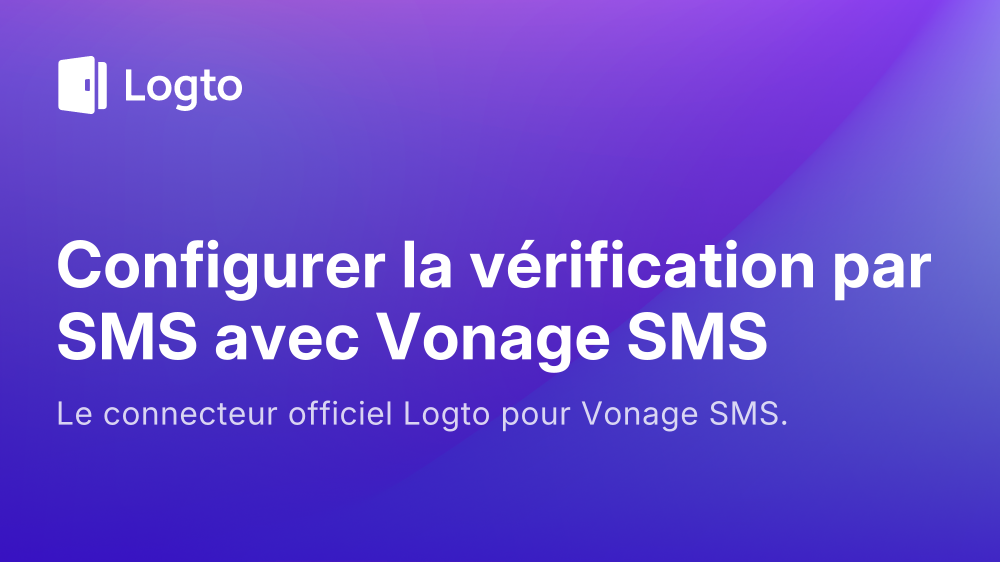 Logto
Configurer la vérification par
SMS avec Vonage SMS
Le connecteur officiel Logto pour Vonage SMS.